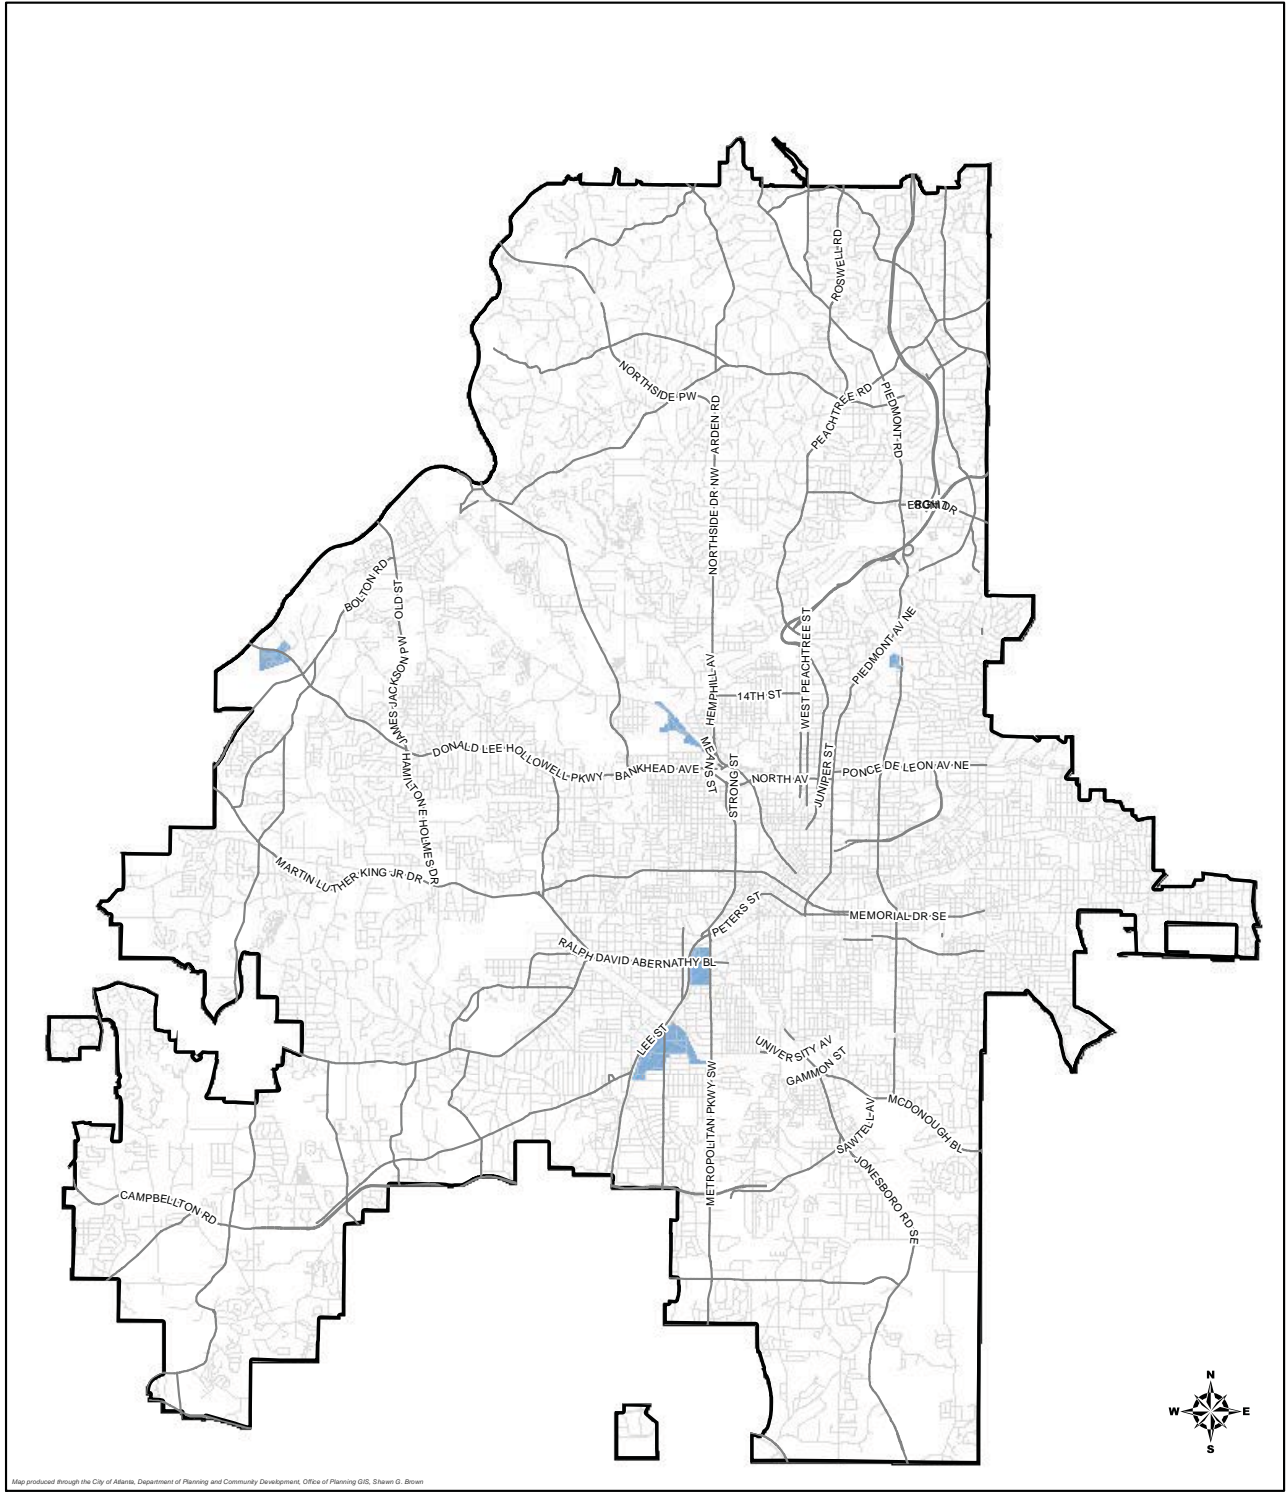 ROSWELL RD
NORTHSIDE PW
ARDEN RD
PEACHTREE RD
PIEDMONT RD
NORTHSIDE DR NW
BOLTON RD
OLD ST
JAMES JACKSON PW
HEMPHILL AV
14TH ST
WEST PEACHTREE ST
PIEDMONT AV NE
DONALD LEE HOLLOWELL PKWY
BANKHEAD AVE
MEANS ST
STRONG ST
NORTH AV
JUNIPER ST
PONCE DE LEON AV NE
HAMILTON E HOLMES DR
MARTIN LUTHER KING JR DR
PETERS ST
MEMORIAL DR SE
RALPH DAVID ABERNATHY BL
LEE ST
UNIVERSITY AV
GAMMON ST
METROPOLITAN PKWY SW
SAWTELL AV
MCDONOUGH BL
JONESBORO RD SE
CAMPBELLTON RD
N
W
E
S
Map produced through the City of Atlanta, Department of Planning and Community Development, Office of Planning GIS, Shawn G. Brown